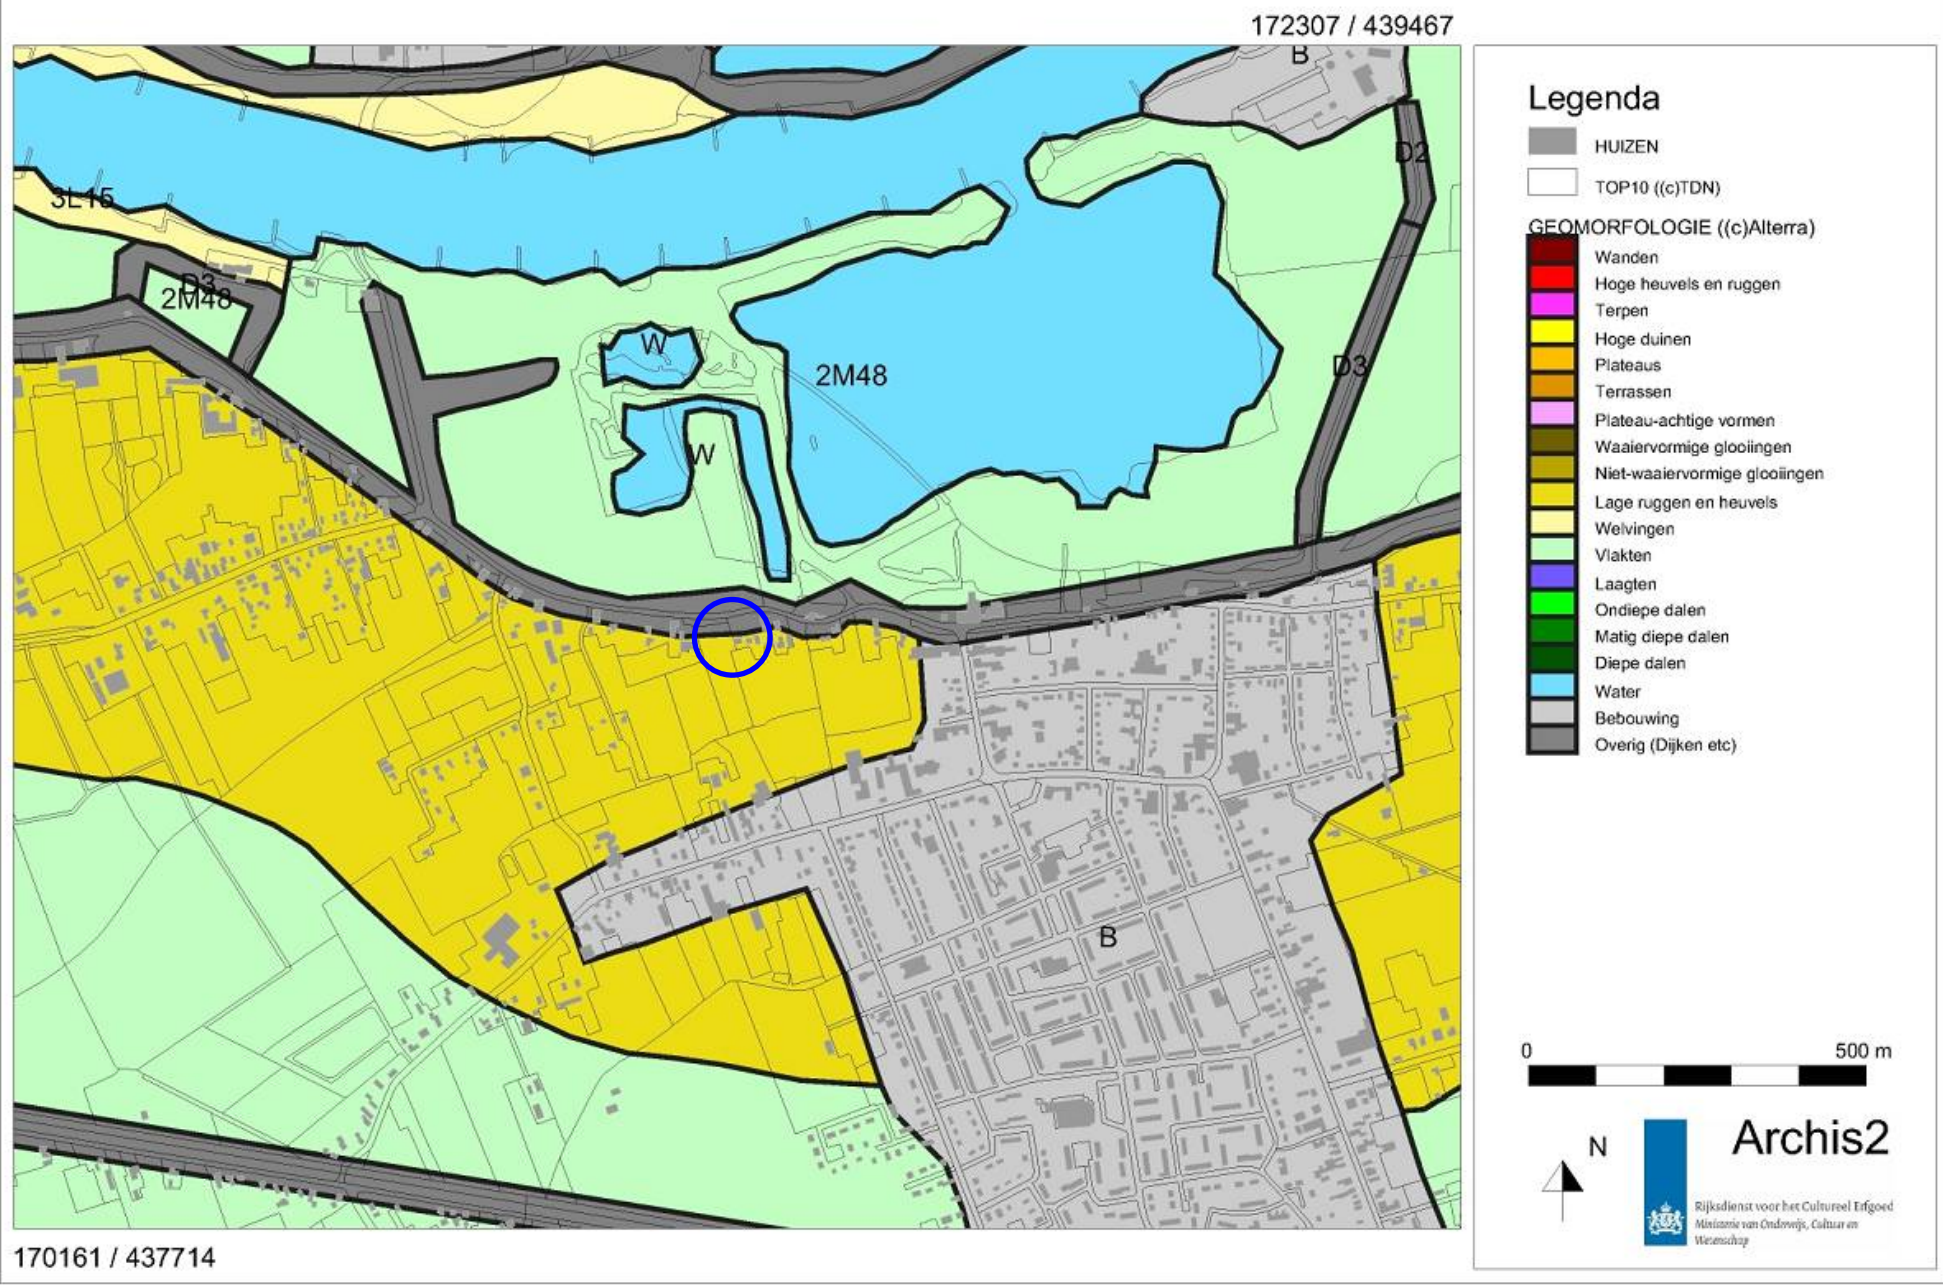 172307 / 439467
B
D2
3L15
D3
2M48
W
2M48
D3
W
B
170161 / 437714
Legenda
HUIZEN
TOP10 ((c)TDN)
GEOMORFOLOGIE ((c)Alterra)
Wanden
Hoge heuvels en ruggen
Terpen
Hoge duinen
Plateaus
Terrassen
Plateau-achtige vormen
Waaiervormige glooiingen
Niet-waaiervormige glooiingen
Lage ruggen en heuvels
Welvingen
Vlakten
Laagten
Ondiepe dalen
Matig diepe dalen
Diepe dalen
Water
Bebouwing
Overig (Dijken etc)
0 500 m
N
Archis2
Rijksdienst voor het Cultureel Erfgoed
Ministerie van Onderwijs, Cultuur en
Wetenschap